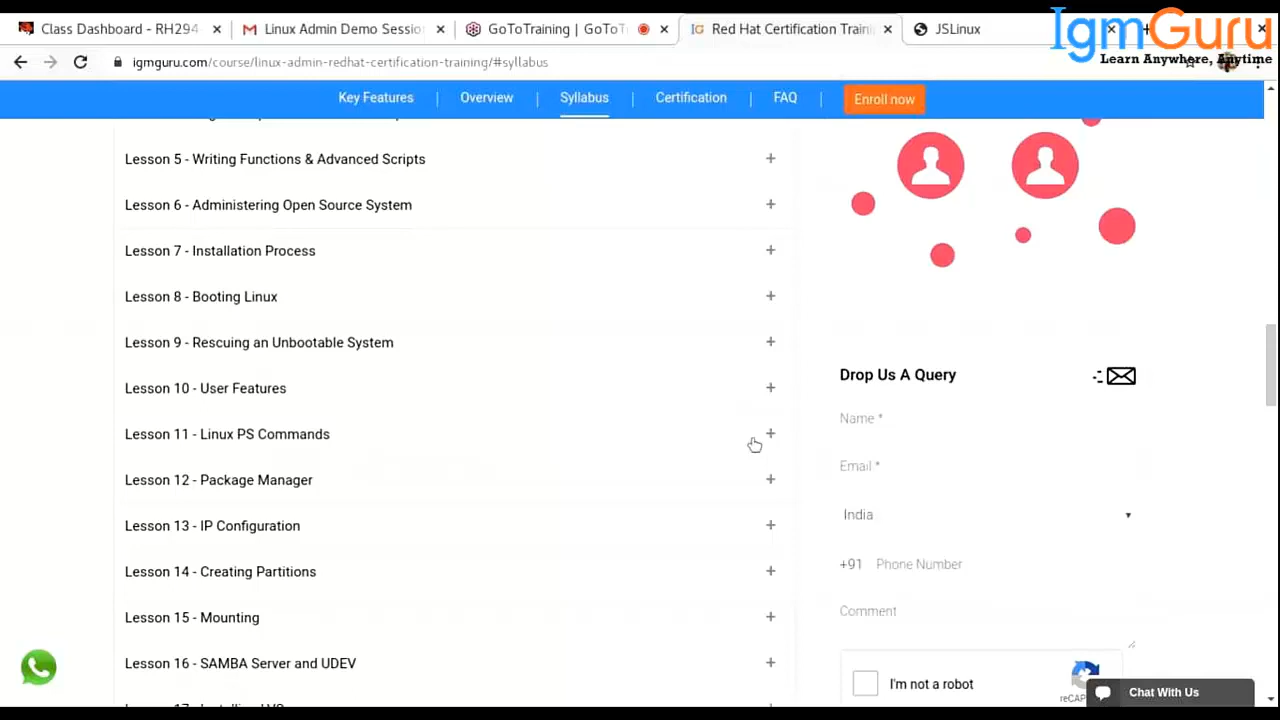 Class Dashboard - RH294
Linux Admin Demo Sessio
GoToTraining | GoTo
Red Hat Certification Traini
JSLinux
IgmGuru
Learn Anywhere, Anytime
igmguru.com/course/linux-admin-redhat-certification-training/#syllabus
Key Features
Overview
Syllabus
Certification
FAQ
Enroll now
Lesson 5 - Writing Functions & Advanced Scripts
Lesson 6 - Administering Open Source System
Lesson 7 - Installation Process
Lesson 8 - Booting Linux
Lesson 9 - Rescuing an Unbootable System
Lesson 10 - User Features
Lesson 11 - Linux PS Commands
Lesson 12 - Package Manager
Lesson 13 - IP Configuration
Lesson 14 - Creating Partitions
Lesson 15 - Mounting
Lesson 16 - SAMBA Server and UDEV
Drop Us A Query
Name *
Email *
India
+91 Phone Number
Comment
I'm not a robot
reCAP
Chat With Us